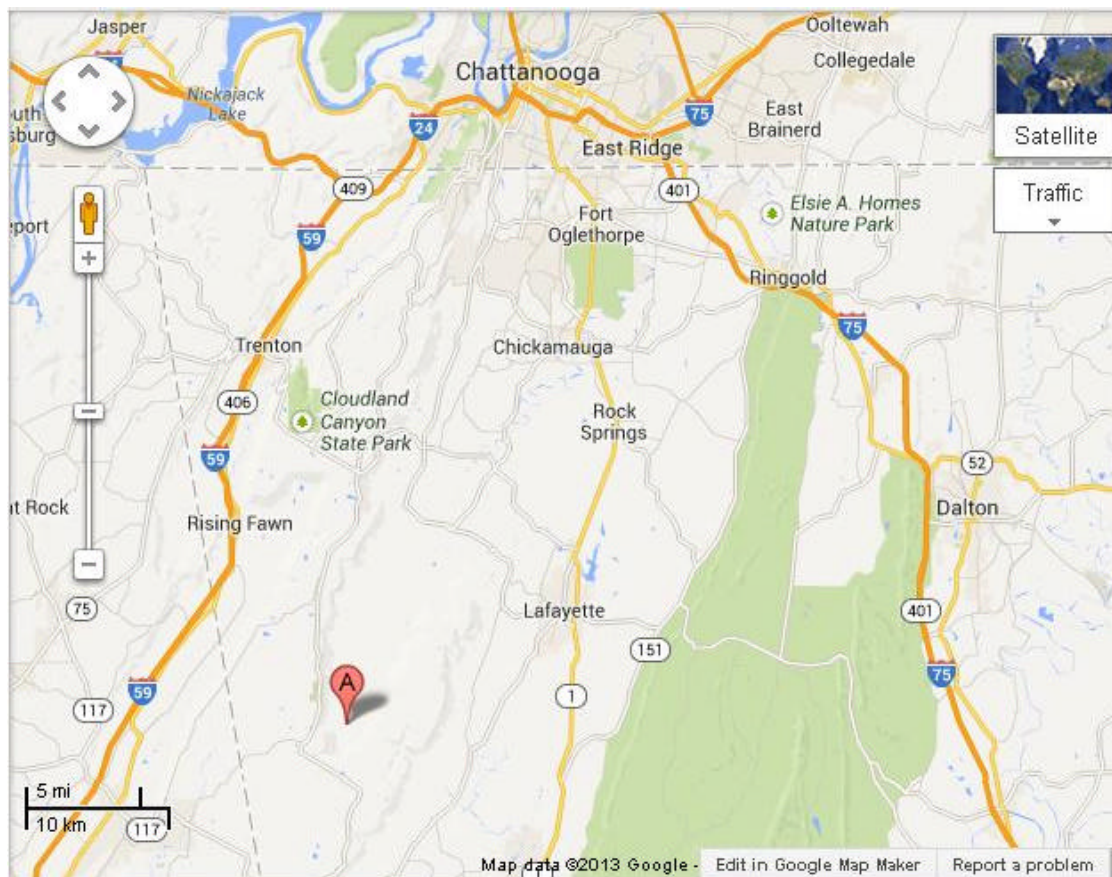 Jasper
Ooltewah
Collegedale
Chattanooga
Nickajack
Lake
Satellite
24
75
East
Brainerd
East Ridge
409
401
Traffic
Elsie A. Homes
Nature Park
Fort
Oglethorpe
59
Ringgold
75
Trenton
Chickamauga
406
Cloudland
Canyon
State Park
Rock
Springs
59
52
Rising Fawn
Dalton
75
Lafayette
401
151
A
59
1
75
117
5 mi
10 km
117
Map data ©2013 Google -
Edit in Google Map Maker
Report a problem